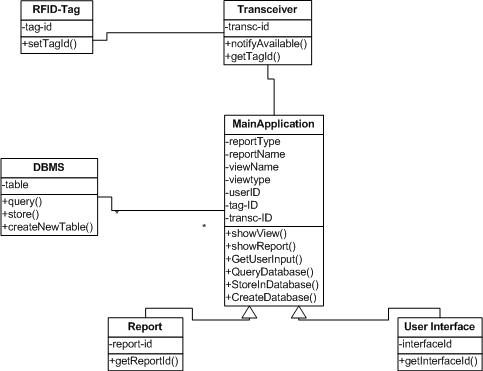 RFID-Tag
-tag-id
+setTagId()
Transceiver
-transc-id
+notifyAvailable()
+getTagId()
MainApplication
-reportType
-reportName
-viewName
-viewtype
-userID
-tag-ID
-transc-ID
+showView()
+showReport()
+GetUserInput()
+QueryDatabase()
+StoreInDatabase()
+CreateDatabase()
DBMS
-table
+query()
+store()
+createNewTable()
*
*
Report
-report-id
+getReportId()
User Interface
-interfaceId
+getInterfaceId()